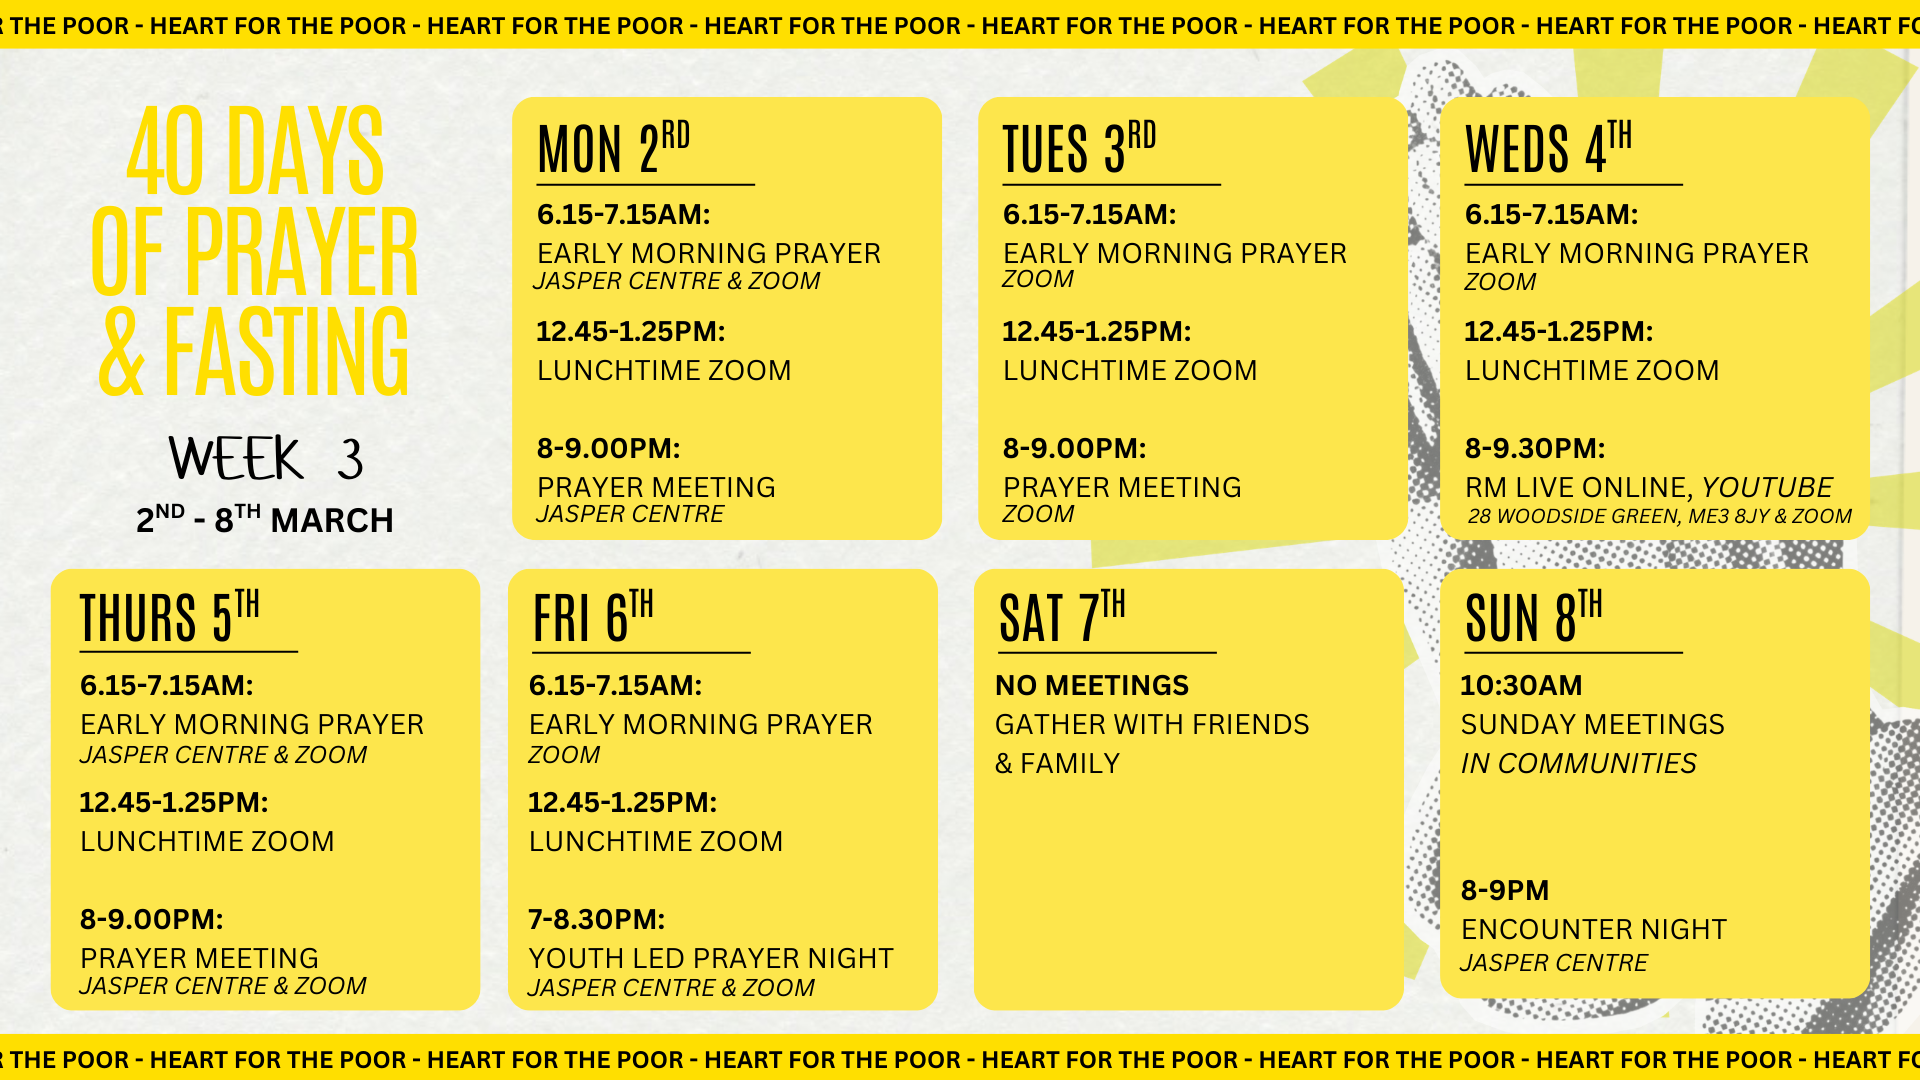 THE POOR - HEART FOR THE POOR - HEART FOR THE POOR - HEART FOR THE POOR - HEART FOR THE POOR - HEART FOR THE POOR - HEART FOR THE POOR - HEART
40 DAYS
OF PRAYER
& FASTING
WEEK 3
2ND - 8TH MARCH
MON 2RD
6.15-7.15AM:
EARLY MORNING PRAYER
JASPER CENTRE & ZOOM
12.45-1.25PM:
LUNCHTIME ZOOM
8-9.00PM:
PRAYER MEETING
JASPER CENTRE
TUES 3RD
6.15-7.15AM:
EARLY MORNING PRAYER
ZOOM
12.45-1.25PM:
LUNCHTIME ZOOM
8-9.00PM:
PRAYER MEETING
ZOOM
WEDS 4TH
6.15-7.15AM:
EARLY MORNING PRAYER
ZOOM
12.45-1.25PM:
LUNCHTIME ZOOM
8-9.30PM:
RM LIVE ONLINE, YOUTUBE
28 WOODSIDE GREEN, ME3 8JY & ZOOM
THURS 5TH
6.15-7.15AM:
EARLY MORNING PRAYER
JASPER CENTRE & ZOOM
12.45-1.25PM:
LUNCHTIME ZOOM
8-9.00PM:
PRAYER MEETING
JASPER CENTRE & ZOOM
FRI 6TH
6.15-7.15AM:
EARLY MORNING PRAYER
ZOOM
12.45-1.25PM:
LUNCHTIME ZOOM
7-8.30PM:
YOUTH LED PRAYER NIGHT
JASPER CENTRE & ZOOM
SAT 7TH
NO MEETINGS
GATHER WITH FRIENDS
& FAMILY
SUN 8TH
10:30AM
SUNDAY MEETINGS
IN COMMUNITIES
8-9PM
ENCOUNTER NIGHT
JASPER CENTRE
THE POOR - HEART FOR THE POOR - HEART FOR THE POOR - HEART FOR THE POOR - HEART FOR THE POOR - HEART FOR THE POOR - HEART FOR THE POOR - HEART